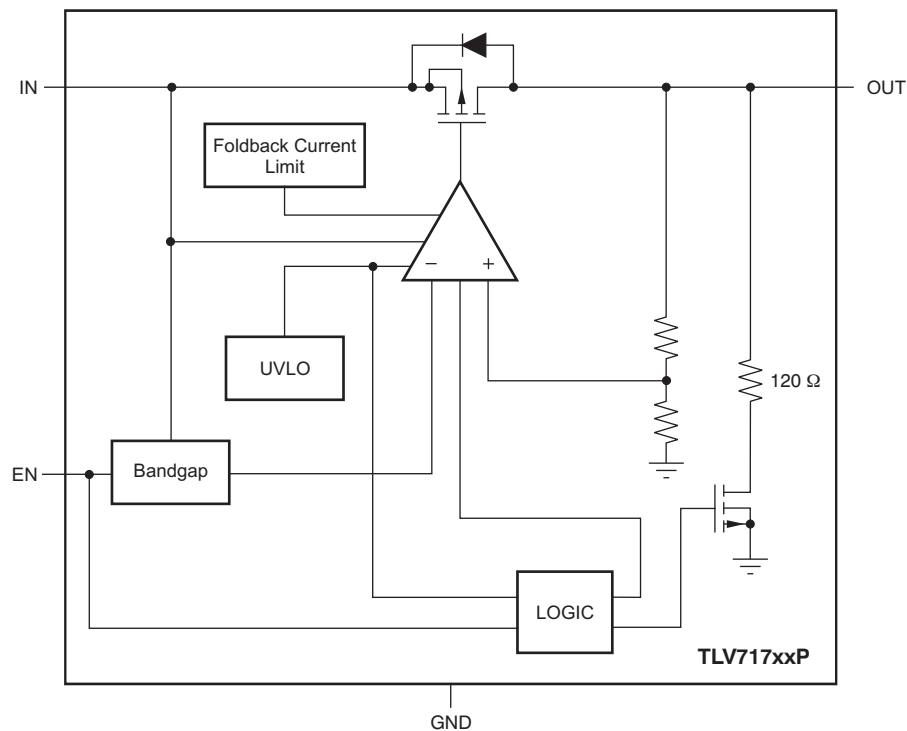 IN
OUT
Foldback Current
Limit
− +
UVLO
120 Ω
EN
Bandgap
LOGIC
TLV717xxP
GND